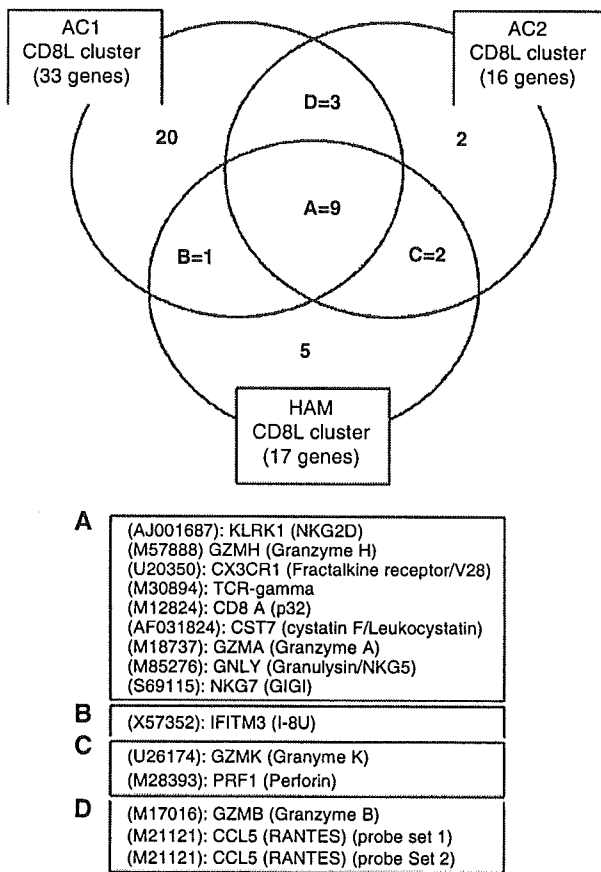 AC1
CD8L cluster
(33 genes)
AC2
CD8L cluster
(16 genes)
D=3
20
2
A=9
B=1
C=2
5
HAM
CD8L cluster
(17 genes)
A
(AJ001687): KLRK1 (NKG2D)
(M57888) GZMH (Granzyme H)
(U20350): CX3CR1 (Fractalkine receptor/V28)
(M30894): TCR-gamma
(M12824): CD8 A (p32)
(AF031824): CST7 (cystatin F/Leukocystatin)
(M18737): GZMA (Granzyme A)
(M85276): GNLY (Granulysin/NKG5)
(S69115): NKG7 (GIGI)
B
(X57352): IFITM3 (I-8U)
C
(U26174): GZMK (Granyme K)
(M28393): PRF1 (Perforin)
D
(M17016): GZMB (Granzyme B)
(M21121): CCL5 (RANTES) (probe set 1)
(M21121): CCL5 (RANTES) (probe Set 2)